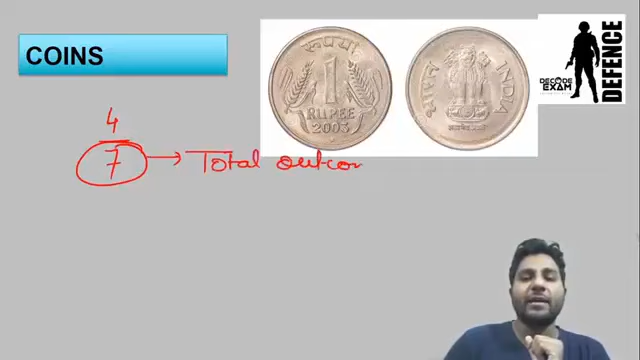 COINS
रूपया
1
RUPEE
2003
भारत
INDIA
DECODE
EXAM
DEFENCE
4
7 → Total outcom